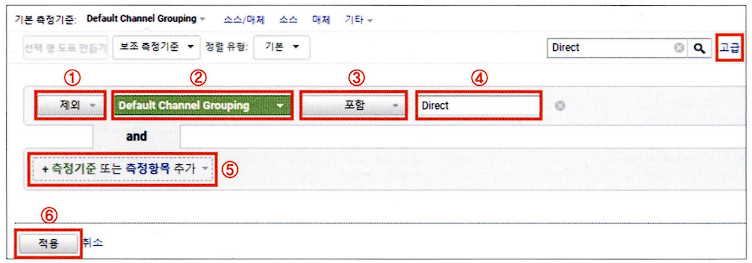 기본 측정기준: Default Channel Grouping 소스/매체 소스 매체 기타
선택 행 도표 만들기 보조 측정기준 정렬 유형: 기본 Direct 고급
① ② ③ ④
제외 Default Channel Grouping 포함 Direct
and
+ 측정기준 또는 측정항목 추가 ⑤
⑥
적용 취소